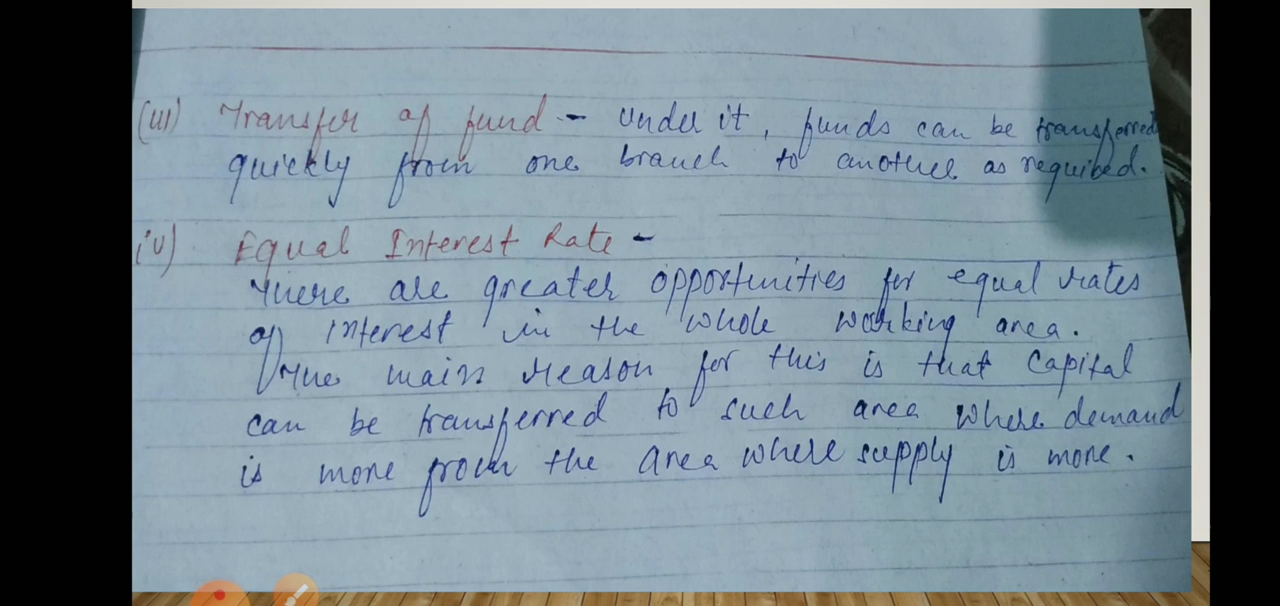 (iii) Transfer of fund - Under it, funds can be transferred
quickly from one branch to another as required.
iv) Equal Interest Rate -
There are greater opportunities for equal rates
of interest in the whole working area.
The main reason for this is that capital
can be transferred to such area where demand
is more from the area where supply is more.